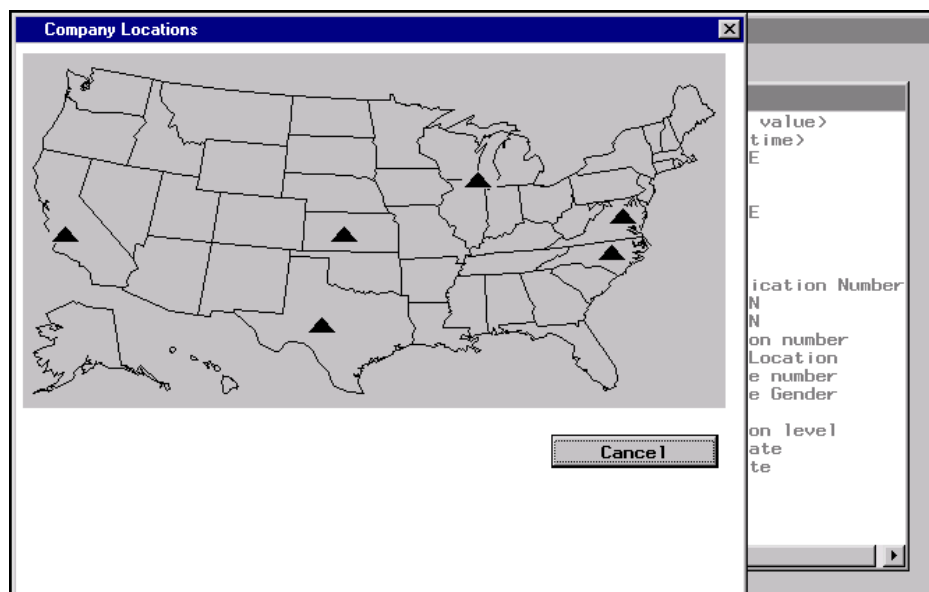 Company Locations
value>
time>
E
E
ication Number
N
N
on number
Location
e number
e Gender
on level
ate
te
Cancel